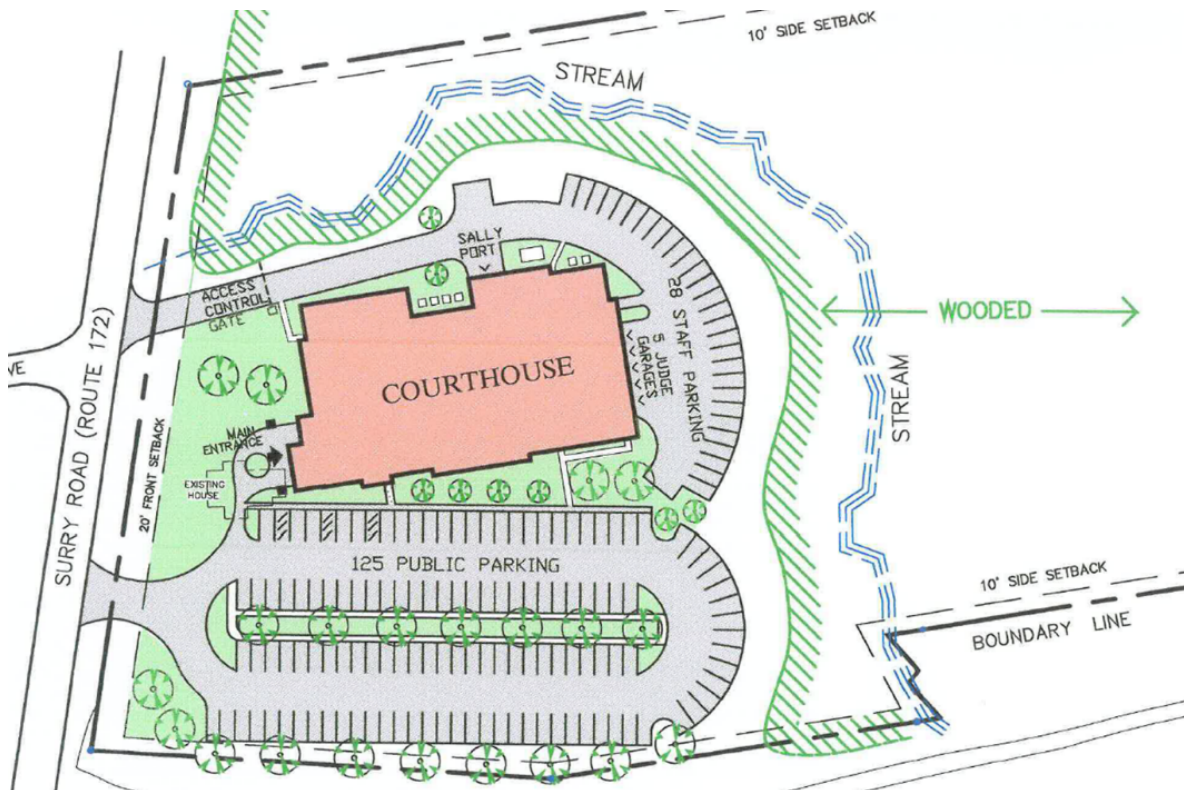 10' SIDE SETBACK
STREAM
SALLY
PORT
ACCESS
CONTROL
GATE
28 STAFF PARKING
5 JUDGE
GARAGES
WOODED
VE
COURTHOUSE
STREAM
SURRY ROAD (ROUTE 172)
20' FRONT SETBACK
MAIN
ENTRANCE
EXISTING
HOUSE
125 PUBLIC PARKING
10' SIDE SETBACK
BOUNDARY LINE